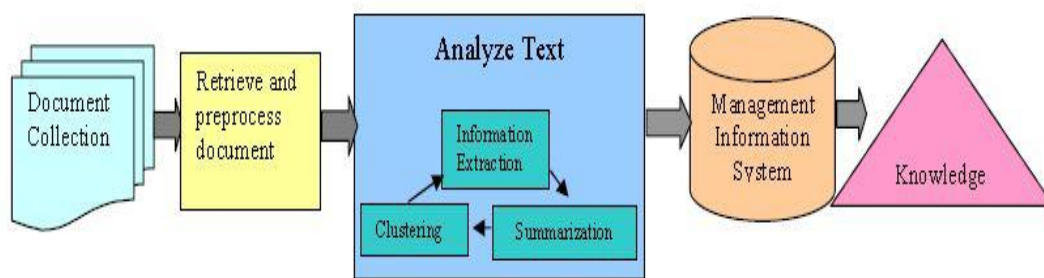 Document
Collection
Retrieve and
preprocess
document
Analyze Text
Information
Extraction
Clustering
Summarization
Management
Information
System
Knowledge